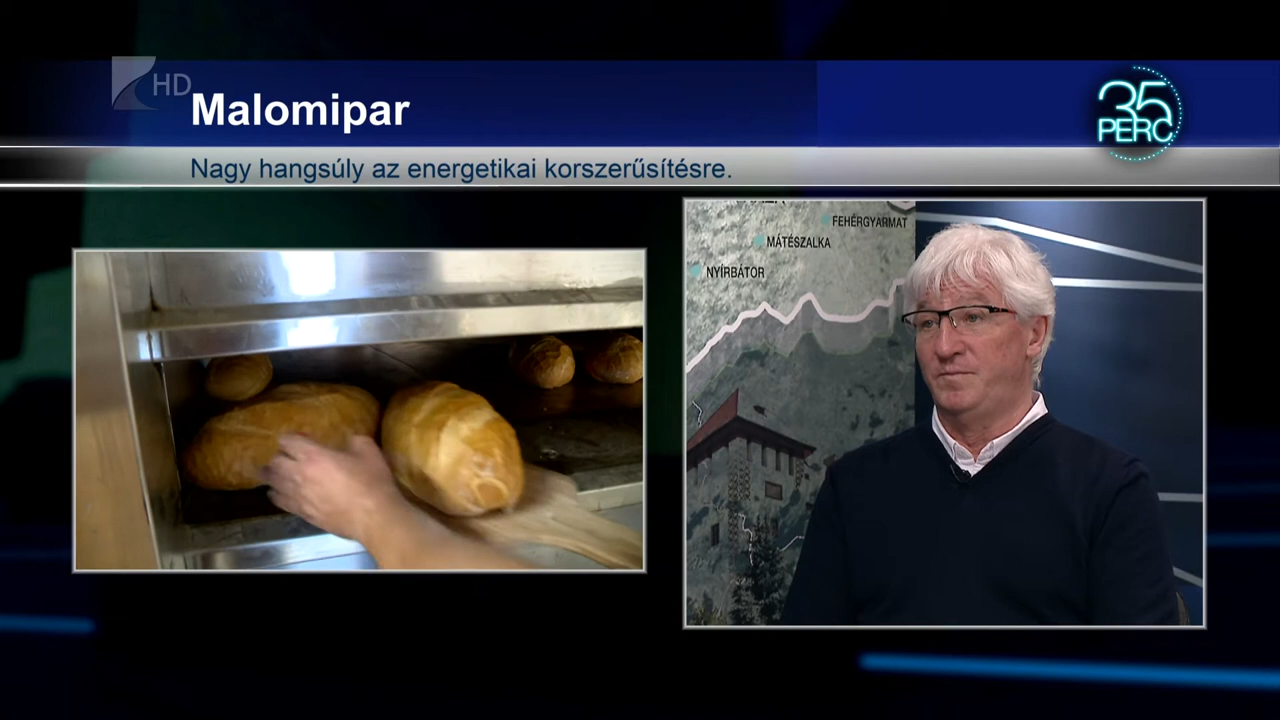 HD
Malomipar
35
PERC
Nagy hangsúly az energetikai korszerűsítésre.
FEHÉRGYARMAT
MÁTÉSZALKA
NYÍRBÁTOR